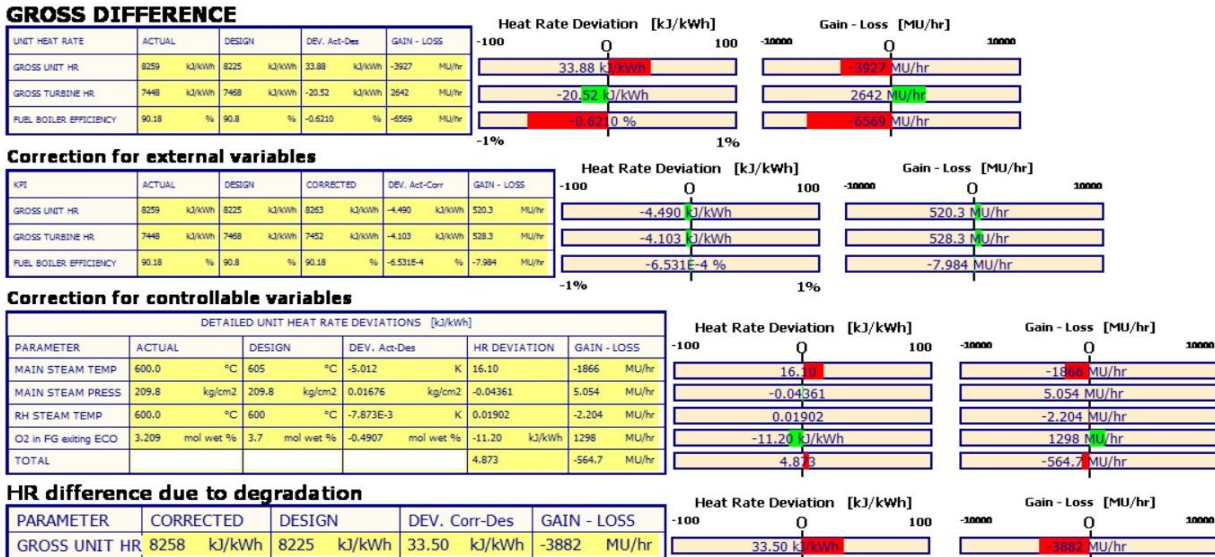 GROSS DIFFERENCE
Heat Rate Deviation [kJ/kWh]
Gain - Loss [MU/hr]
-100 0 100
-10000 0 10000
UNIT HEAT RATE ACTUAL DESIGN DEV. Act-Des GAIN - LOSS
GROSS UNIT HR 8259 kJ/kWh 8225 kJ/kWh 33.88 kJ/kWh -3927 MU/hr
33.88 kJ/kWh
-3927 MU/hr
GROSS TURBINE HR 7448 kJ/kWh 7468 kJ/kWh -20.52 kJ/kWh 2642 MU/hr
-20.52 kJ/kWh
2642 MU/hr
FUEL BOILER EFFICIENCY 90.18 % 90.8 % -0.6210 % -6569 MU/hr
-0.6210 %
-6569 MU/hr
-1% 1%
Correction for external variables
Heat Rate Deviation [kJ/kWh]
Gain - Loss [MU/hr]
-100 0 100
-10000 0 10000
KPI ACTUAL DESIGN CORRECTED DEV. Act-Corr GAIN - LOSS
GROSS UNIT HR 8259 kJ/kWh 8225 kJ/kWh 8263 kJ/kWh -4.490 kJ/kWh 520.3 MU/hr
-4.490 kJ/kWh
520.3 MU/hr
GROSS TURBINE HR 7448 kJ/kWh 7468 kJ/kWh 7452 kJ/kWh -4.103 kJ/kWh 528.3 MU/hr
-4.103 kJ/kWh
528.3 MU/hr
FUEL BOILER EFFICIENCY 90.18 % 90.8 % 90.18 % -6.531E-4 % -7.984 MU/hr
-6.531E-4 %
-7.984 MU/hr
-1% 1%
Correction for controllable variables
DETAILED UNIT HEAT RATE DEVIATIONS [kJ/kWh]
Heat Rate Deviation [kJ/kWh]
Gain - Loss [MU/hr]
-100 0 100
-10000 0 10000
PARAMETER ACTUAL DESIGN DEV. Act-Des HR DEVIATION GAIN - LOSS
MAIN STEAM TEMP 600.0 °C 605 °C -5.012 K 16.10 -1866 MU/hr
16.10
-1866 MU/hr
MAIN STEAM PRESS 209.8 kg/cm2 209.8 kg/cm2 0.01676 kg/cm2 -0.04361 5.054 MU/hr
-0.04361
5.054 MU/hr
RH STEAM TEMP 600.0 °C 600 °C -7.873E-3 K 0.01902 -2.204 MU/hr
0.01902
-2.204 MU/hr
O2 in FG exiting ECO 3.209 mol wet % 3.7 mol wet % -0.4907 mol wet % -11.20 kJ/kWh 1298 MU/hr
-11.20 kJ/kWh
1298 MU/hr
TOTAL 4.873 -564.7 MU/hr
4.873
-564.7 MU/hr
HR difference due to degradation
Heat Rate Deviation [kJ/kWh]
Gain - Loss [MU/hr]
-100 0 100
-10000 0 10000
PARAMETER CORRECTED DESIGN DEV. Corr-Des GAIN - LOSS
GROSS UNIT HR 8258 kJ/kWh 8225 kJ/kWh 33.50 kJ/kWh -3882 MU/hr
33.50 kJ/kWh
-3882 MU/hr